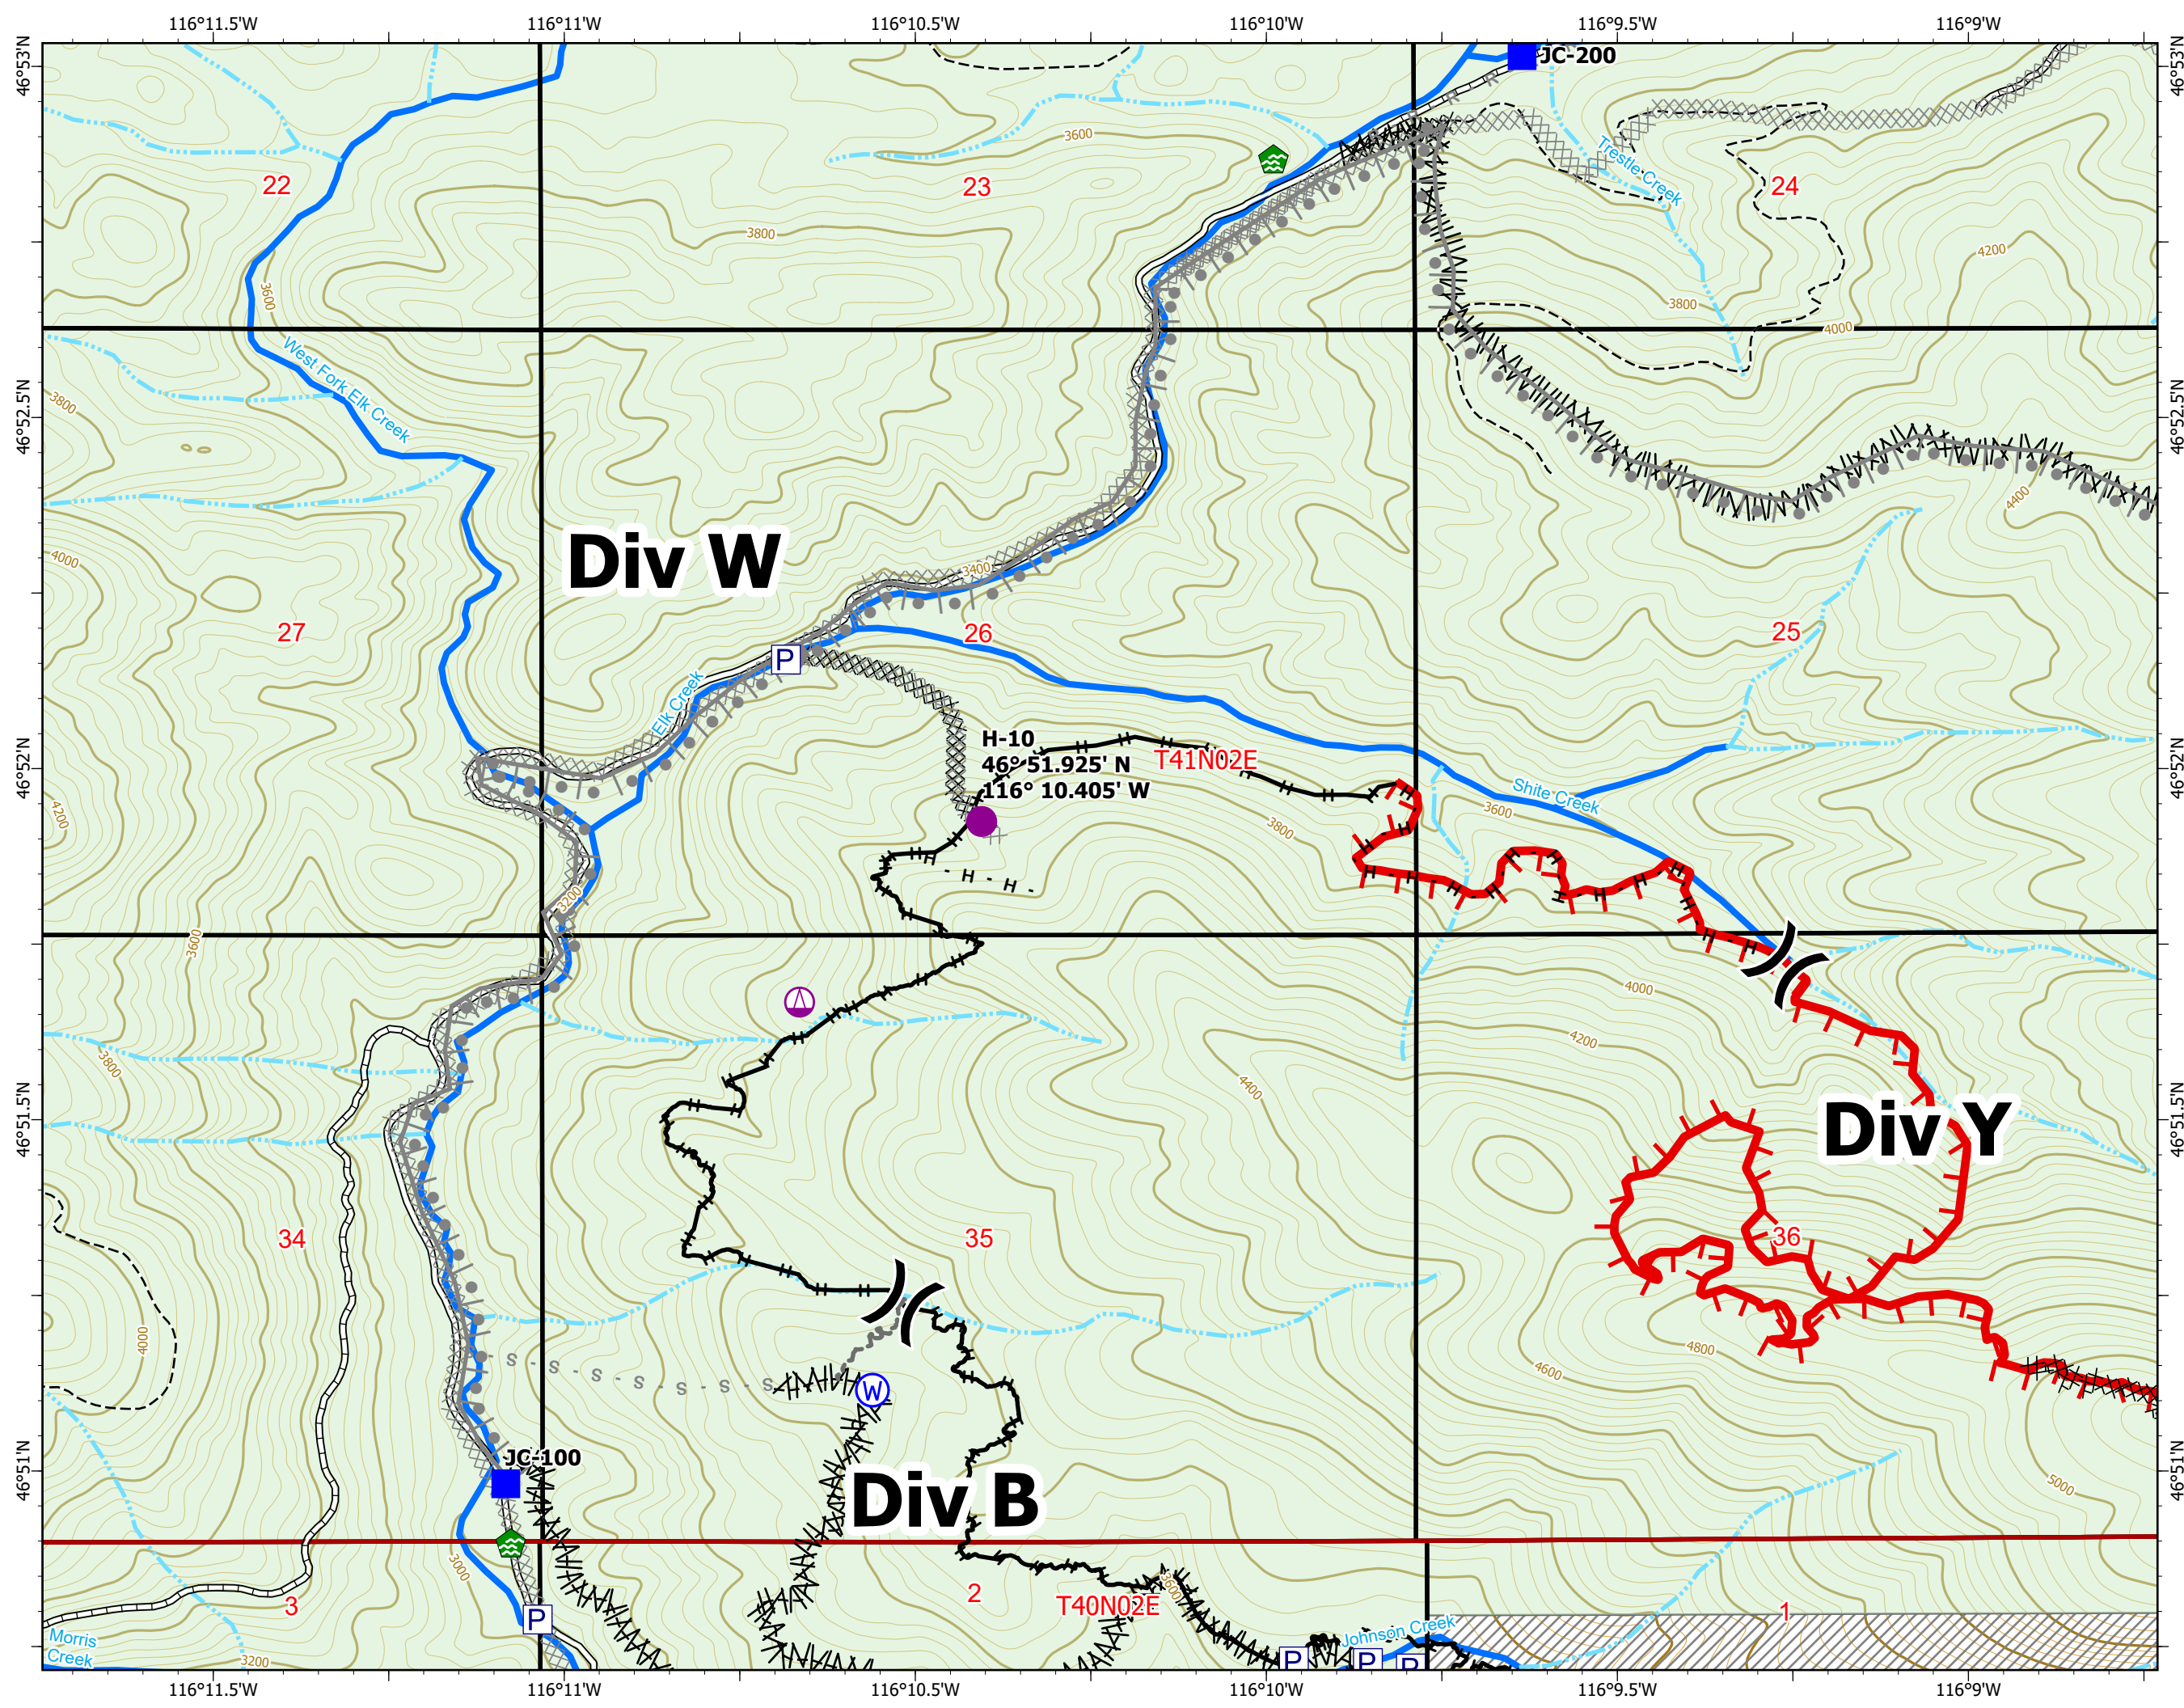 116°11.5'W
116°11'W
116°10.5'W
116°10'W
116°9.5'W
116°9'W
46°53'N
46°53'N
JC-200
3600
22
23
Trestle Creek
24
3800
4200
3600
3800
4000
West Fork Elk Creek
46°52.5'N
46°52.5'N
3800
4400
4000
Div W
3400
27
26
25
P
Elk Creek
H-10
46° 51.925' N
116° 10.405' W
T41N02E
46°52'N
46°52'N
Shite Creek
3600
4200
3800
H
H
H
3200
3600
4000
4200
3800
4400
46°51.5'N
46°51.5'N
Div Y
34
35
36
4000
4800
4600
S - S - S - S - S - S - S
W
46°51'N
46°51'N
JC-100
5000
Div B
3000
3600
3
2
T40N02E
1
P
Johnson Creek
Morris
Creek
3200
P
P
P
116°11.5'W
116°11'W
116°10.5'W
116°10'W
116°9.5'W
116°9'W